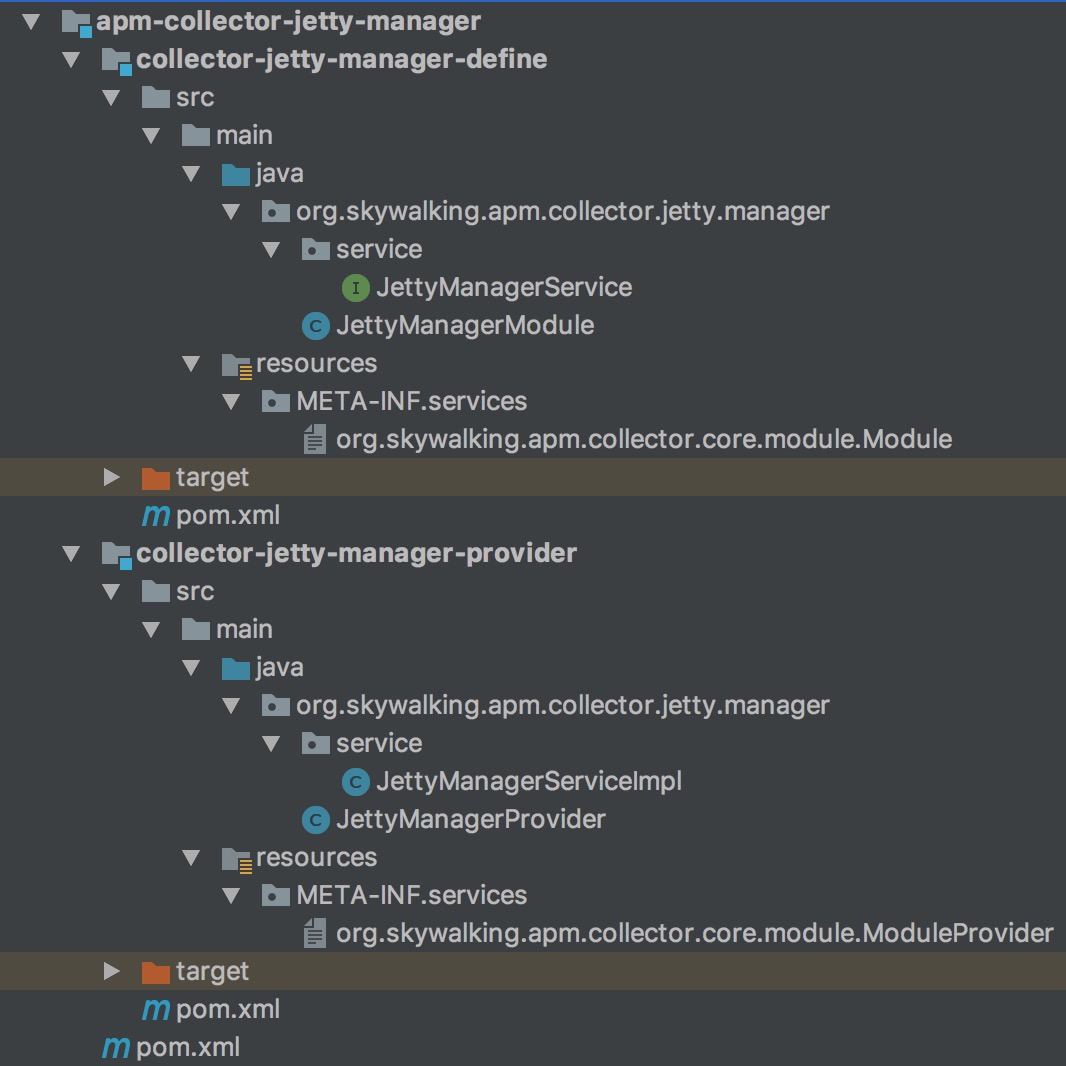 apm-collector-jetty-manager
collector-jetty-manager-define
src
main
java
org.skywalking.apm.collector.jetty.manager
service
I JettyManagerService
C JettyManagerModule
resources
META-INF.services
org.skywalking.apm.collector.core.module.Module
target
m pom.xml
collector-jetty-manager-provider
src
main
java
org.skywalking.apm.collector.jetty.manager
service
C JettyManagerServiceImpl
C JettyManagerProvider
resources
META-INF.services
org.skywalking.apm.collector.core.module.ModuleProvider
target
m pom.xml
m pom.xml